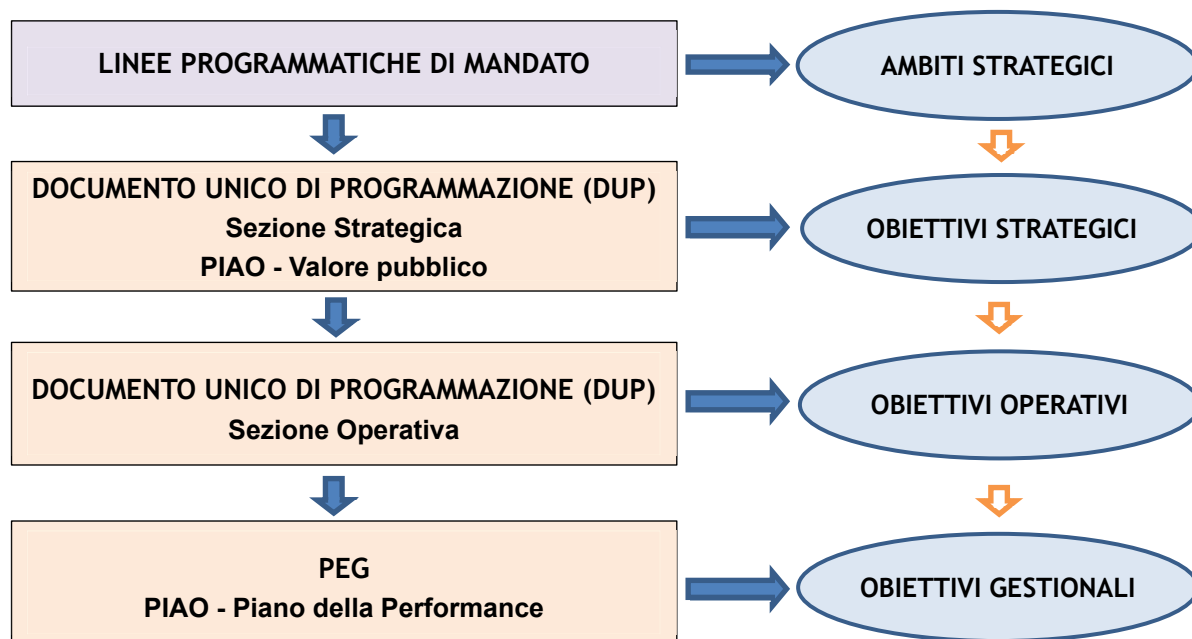 LINEE PROGRAMMATICHE DI MANDATO
AMBITI STRATEGICI
DOCUMENTO UNICO DI PROGRAMMAZIONE (DUP)
Sezione Strategica
PIAO - Valore pubblico
OBIETTIVI STRATEGICI
DOCUMENTO UNICO DI PROGRAMMAZIONE (DUP)
Sezione Operativa
OBIETTIVI OPERATIVI
PEG
PIAO - Piano della Performance
OBIETTIVI GESTIONALI